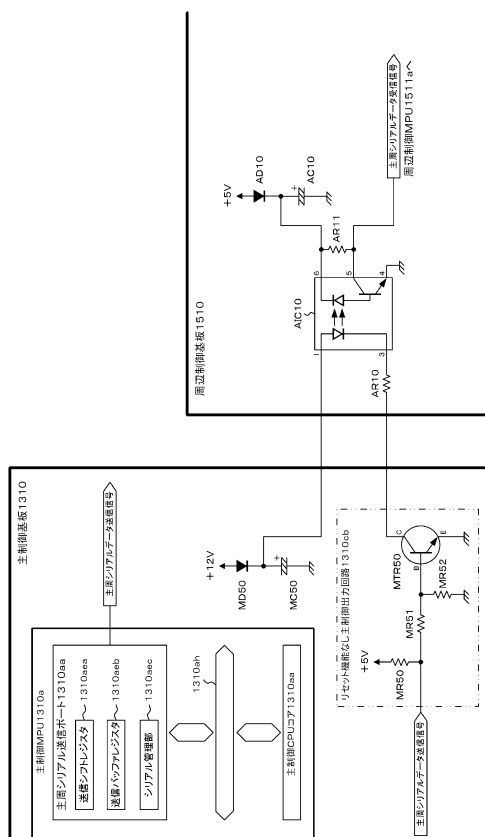 主制御基板1310
主制御MPU1310a
主周シリアル送信ポート1310aa
送信シフトレジスタ
1310aea
送信バッファレジスタ
1310aeb
シリアル管理部
1310aec
1310ah
主制御CPUコア1310aa
主周シリアルデータ送信信号
+12V
MD50
MC50
リセット機能なし主制御出力回路1310cb
+5V
MR50
MR51
MR52
MTR50
B
C
E
主周シリアルデータ送信信号
周辺制御基板1510
+5V
AD10
AC10
AR11
AIC10
1
3
6
5
4
AR10
主周シリアルデータ受信信号
周辺制御MPU1511aへ